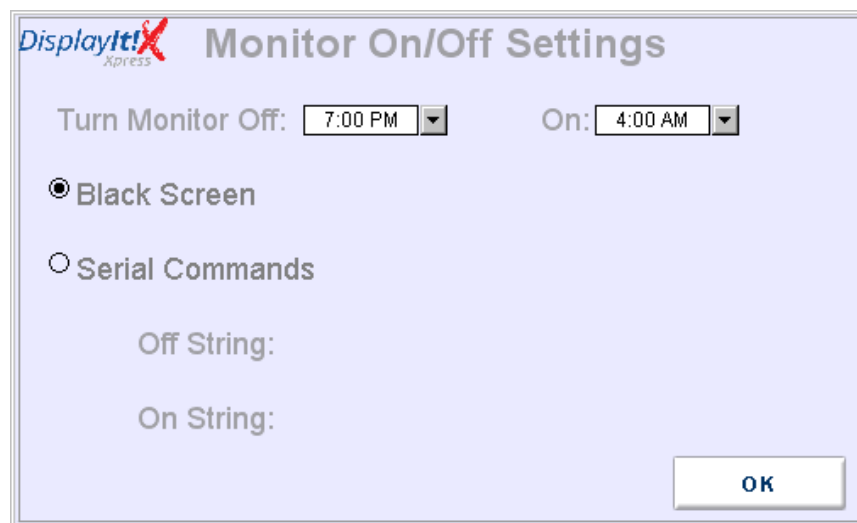 DisplayIt!X Xpress Monitor On/Off Settings
Turn Monitor Off: 7:00 PM On: 4:00 AM
Black Screen
Serial Commands
Off String:
On String:
OK